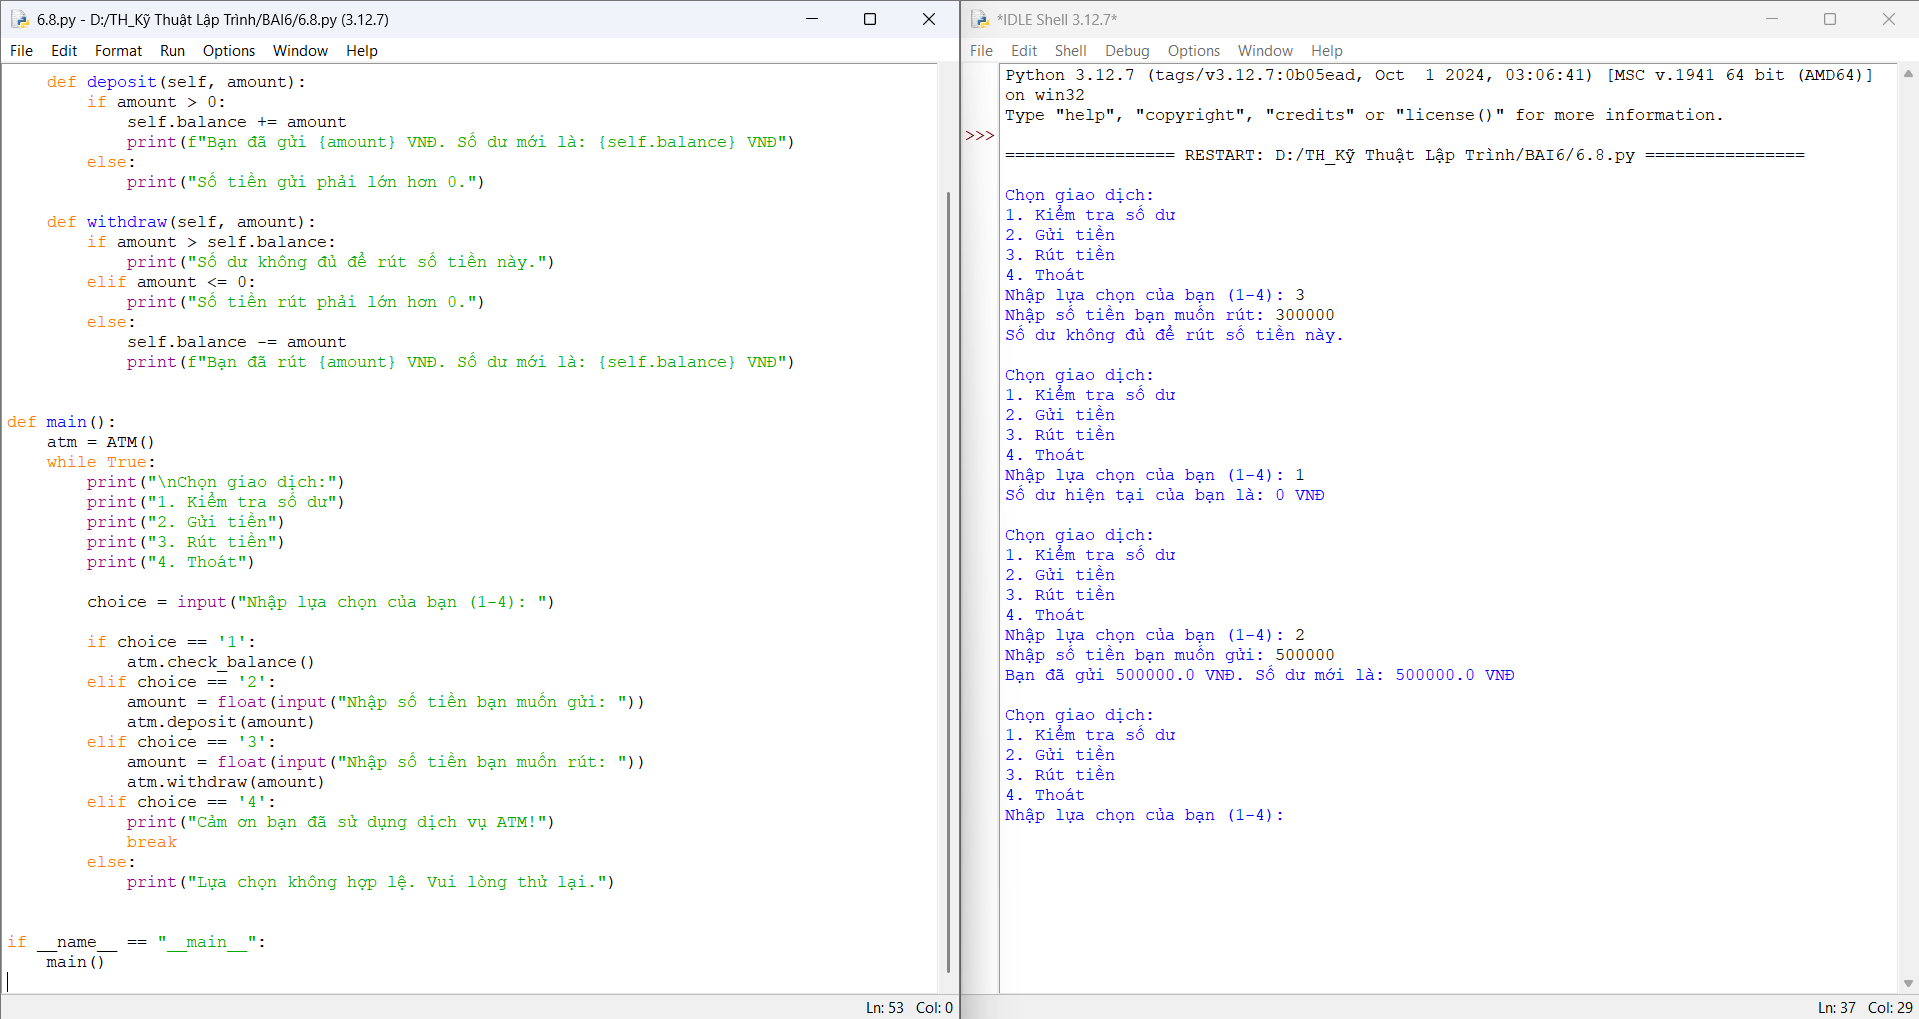 6.8.py - D:/TH_Kỹ Thuật Lập Trình/BAI6/6.8.py (3.12.7)
File Edit Format Run Options Window Help
    def deposit(self, amount):
        if amount > 0:
            self.balance += amount
            print(f"Bạn đã gửi {amount} VNĐ. Số dư mới là: {self.balance} VNĐ")
        else:
            print("Số tiền gửi phải lớn hơn 0.")

    def withdraw(self, amount):
        if amount > self.balance:
            print("Số dư không đủ để rút số tiền này.")
        elif amount <= 0:
            print("Số tiền rút phải lớn hơn 0.")
        else:
            self.balance -= amount
            print(f"Bạn đã rút {amount} VNĐ. Số dư mới là: {self.balance} VNĐ")

def main():
    atm = ATM()
    while True:
        print("\nChọn giao dịch:")
        print("1. Kiểm tra số dư")
        print("2. Gửi tiền")
        print("3. Rút tiền")
        print("4. Thoát")

        choice = input("Nhập lựa chọn của bạn (1-4): ")

        if choice == '1':
            atm.check_balance()
        elif choice == '2':
            amount = float(input("Nhập số tiền bạn muốn gửi: "))
            atm.deposit(amount)
        elif choice == '3':
            amount = float(input("Nhập số tiền bạn muốn rút: "))
            atm.withdraw(amount)
        elif choice == '4':
            print("Cảm ơn bạn đã sử dụng dịch vụ ATM!")
            break
        else:
            print("Lựa chọn không hợp lệ. Vui lòng thử lại.")

if __name__ == "__main__":
    main()
Ln: 53 Col: 0
*IDLE Shell 3.12.7*
File Edit Shell Debug Options Window Help
Python 3.12.7 (tags/v3.12.7:0b05ead, Oct  1 2024, 03:06:41) [MSC v.1941 64 bit (AMD64)]
on win32
Type "help", "copyright", "credits" or "license()" for more information.
>>>
================= RESTART: D:/TH_Kỹ Thuật Lập Trình/BAI6/6.8.py ================

Chọn giao dịch:
1. Kiểm tra số dư
2. Gửi tiền
3. Rút tiền
4. Thoát
Nhập lựa chọn của bạn (1-4): 3
Nhập số tiền bạn muốn rút: 300000
Số dư không đủ để rút số tiền này.

Chọn giao dịch:
1. Kiểm tra số dư
2. Gửi tiền
3. Rút tiền
4. Thoát
Nhập lựa chọn của bạn (1-4): 1
Số dư hiện tại của bạn là: 0 VNĐ

Chọn giao dịch:
1. Kiểm tra số dư
2. Gửi tiền
3. Rút tiền
4. Thoát
Nhập lựa chọn của bạn (1-4): 2
Nhập số tiền bạn muốn gửi: 500000
Bạn đã gửi 500000.0 VNĐ. Số dư mới là: 500000.0 VNĐ

Chọn giao dịch:
1. Kiểm tra số dư
2. Gửi tiền
3. Rút tiền
4. Thoát
Nhập lựa chọn của bạn (1-4):
Ln: 37 Col: 29